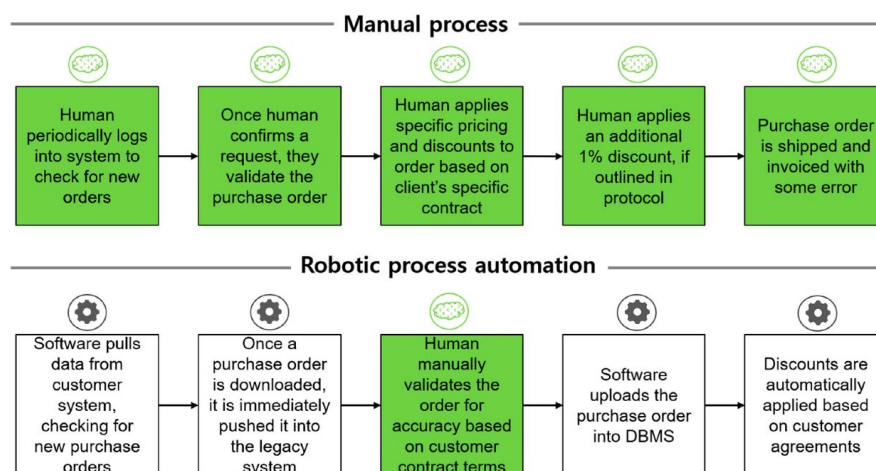 Manual process
Human
periodically logs
into system to
check for new
orders
Once human
confirms a
request, they
validate the
purchase order
Human applies
specific pricing
and discounts to
order based on
client's specific
contract
Human applies
an additional
1% discount, if
outlined in
protocol
Purchase order
is shipped and
invoiced with
some error
Robotic process automation
Software pulls
data from
customer
system,
checking for
new purchase
orders
Once a
purchase order
is downloaded,
it is immediately
pushed it into
the legacy
system
Human
manually
validates the
order for
accuracy based
on customer
contract terms
Software
uploads the
purchase order
into DBMS
Discounts are
automatically
applied based
on customer
agreements